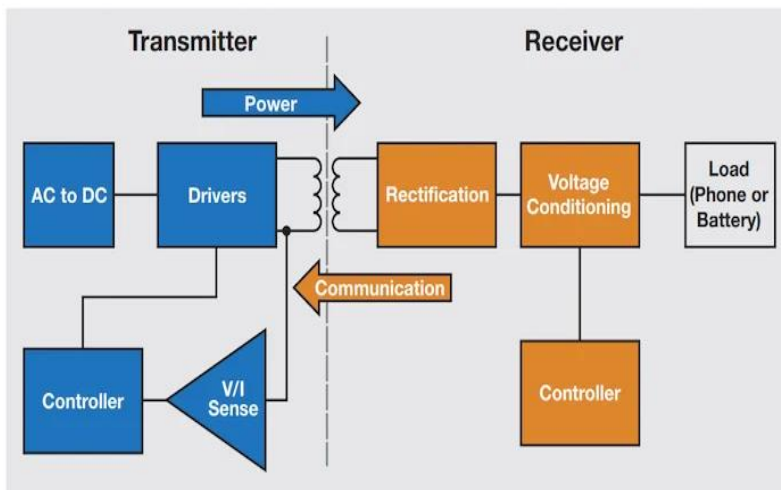 Transmitter
Receiver
Power
AC to DC
Drivers
Rectification
Voltage
Conditioning
Load
(Phone or
Battery)
Communication
Controller
V/I
Sense
Controller